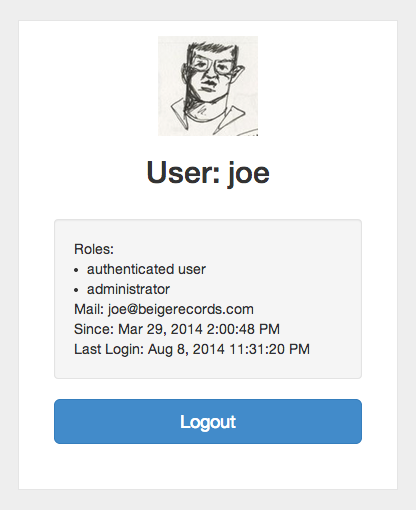 User: joe
Roles:
• authenticated user
• administrator
Mail: joe@beigerecords.com
Since: Mar 29, 2014 2:00:48 PM
Last Login: Aug 8, 2014 11:31:20 PM
Logout